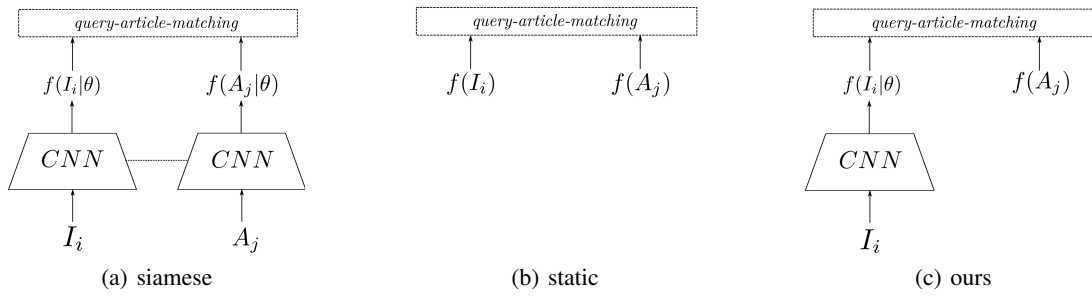 query-article-matching
f(I_i|θ) f(A_j|θ)
CNN CNN
I_i A_j
(a) siamese
query-article-matching
f(I_i) f(A_j)
(b) static
query-article-matching
f(I_i|θ) f(A_j)
CNN
I_i
(c) ours